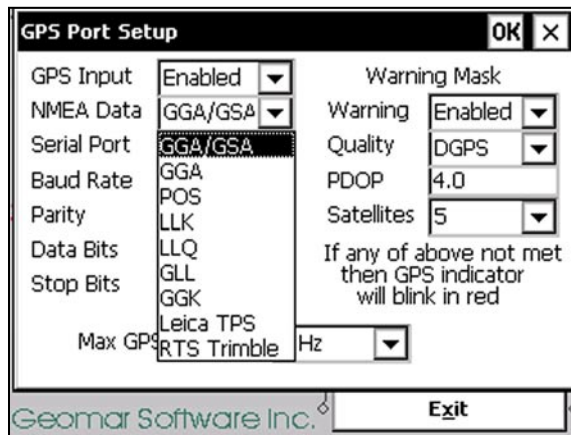 GPS Port Setup OK
GPS Input Enabled
NMEA Data GGA/GSA
Serial Port
Baud Rate
Parity
Data Bits
Stop Bits
GGA/GSA
GGA
POS
LLK
LLQ
GLL
GGK
Leica TPS
RTS Trimble
Max GPS Hz
Warning Mask
Warning Enabled
Quality DGPS
PDOP 4.0
Satellites 5
If any of above not met
then GPS indicator
will blink in red
Geomar Software Inc.
Exit